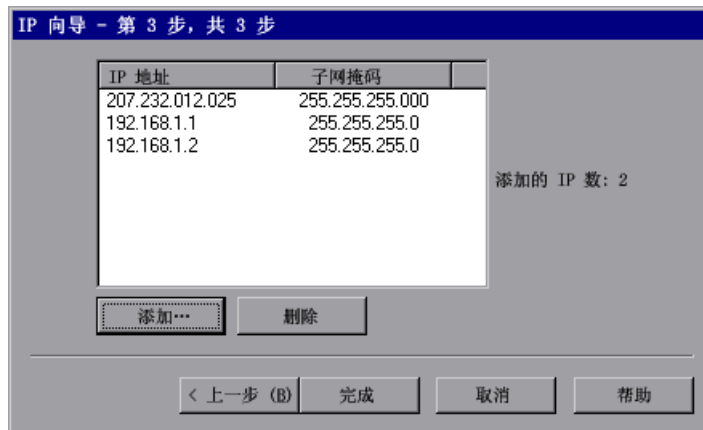 IP 向导 - 第 3 步, 共 3 步
IP 地址 子网掩码
207.232.012.025 255.255.255.000
192.168.1.1 255.255.255.0
192.168.1.2 255.255.255.0
添加的 IP 数: 2
添加… 删除
< 上一步 (B) 完成 取消 帮助